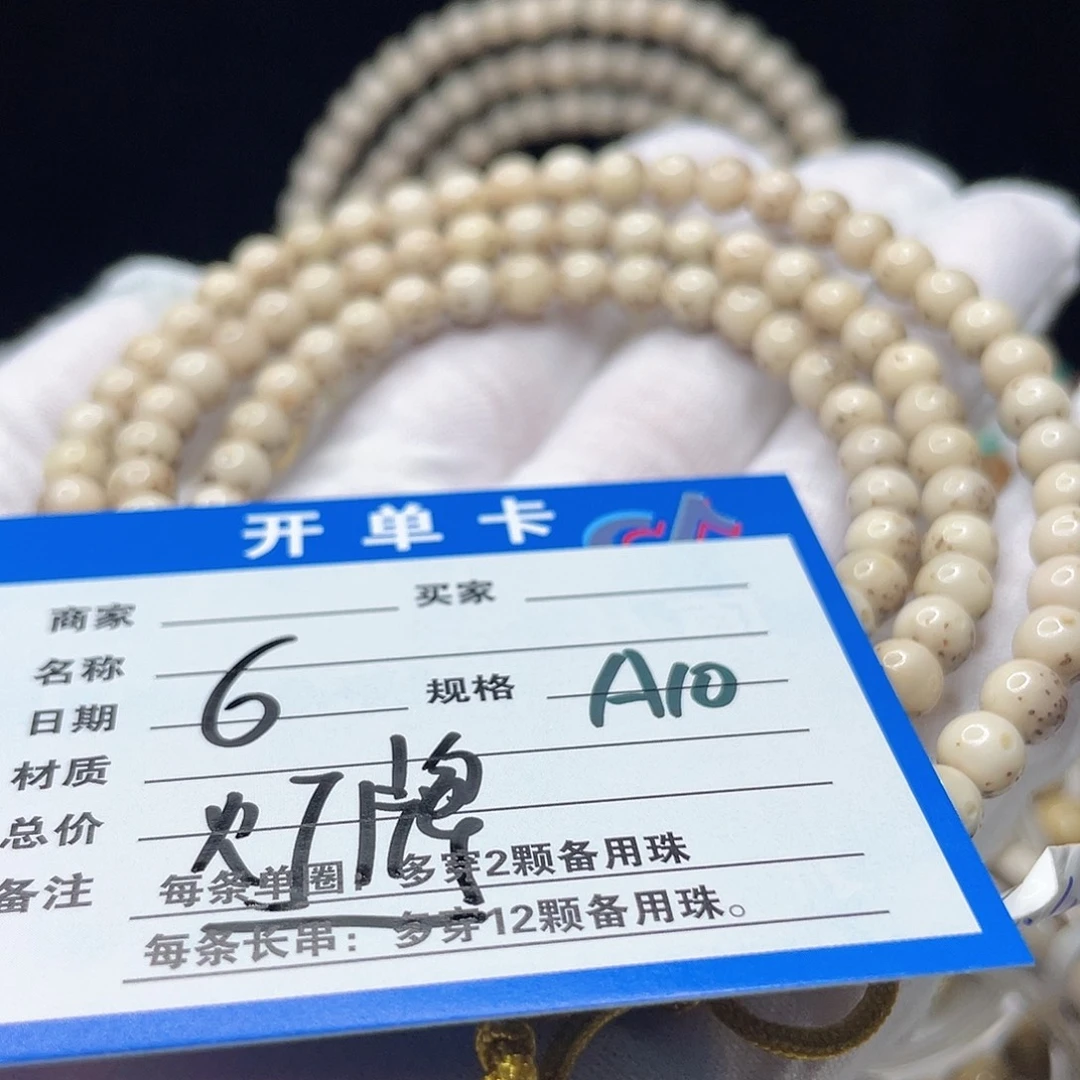 开单卡
商家 买家
名称
日期 6 规格 A10
材质
总价 灯牌
备注 每条单圈：多穿2颗备用珠
每条长串：多穿12颗备用珠。